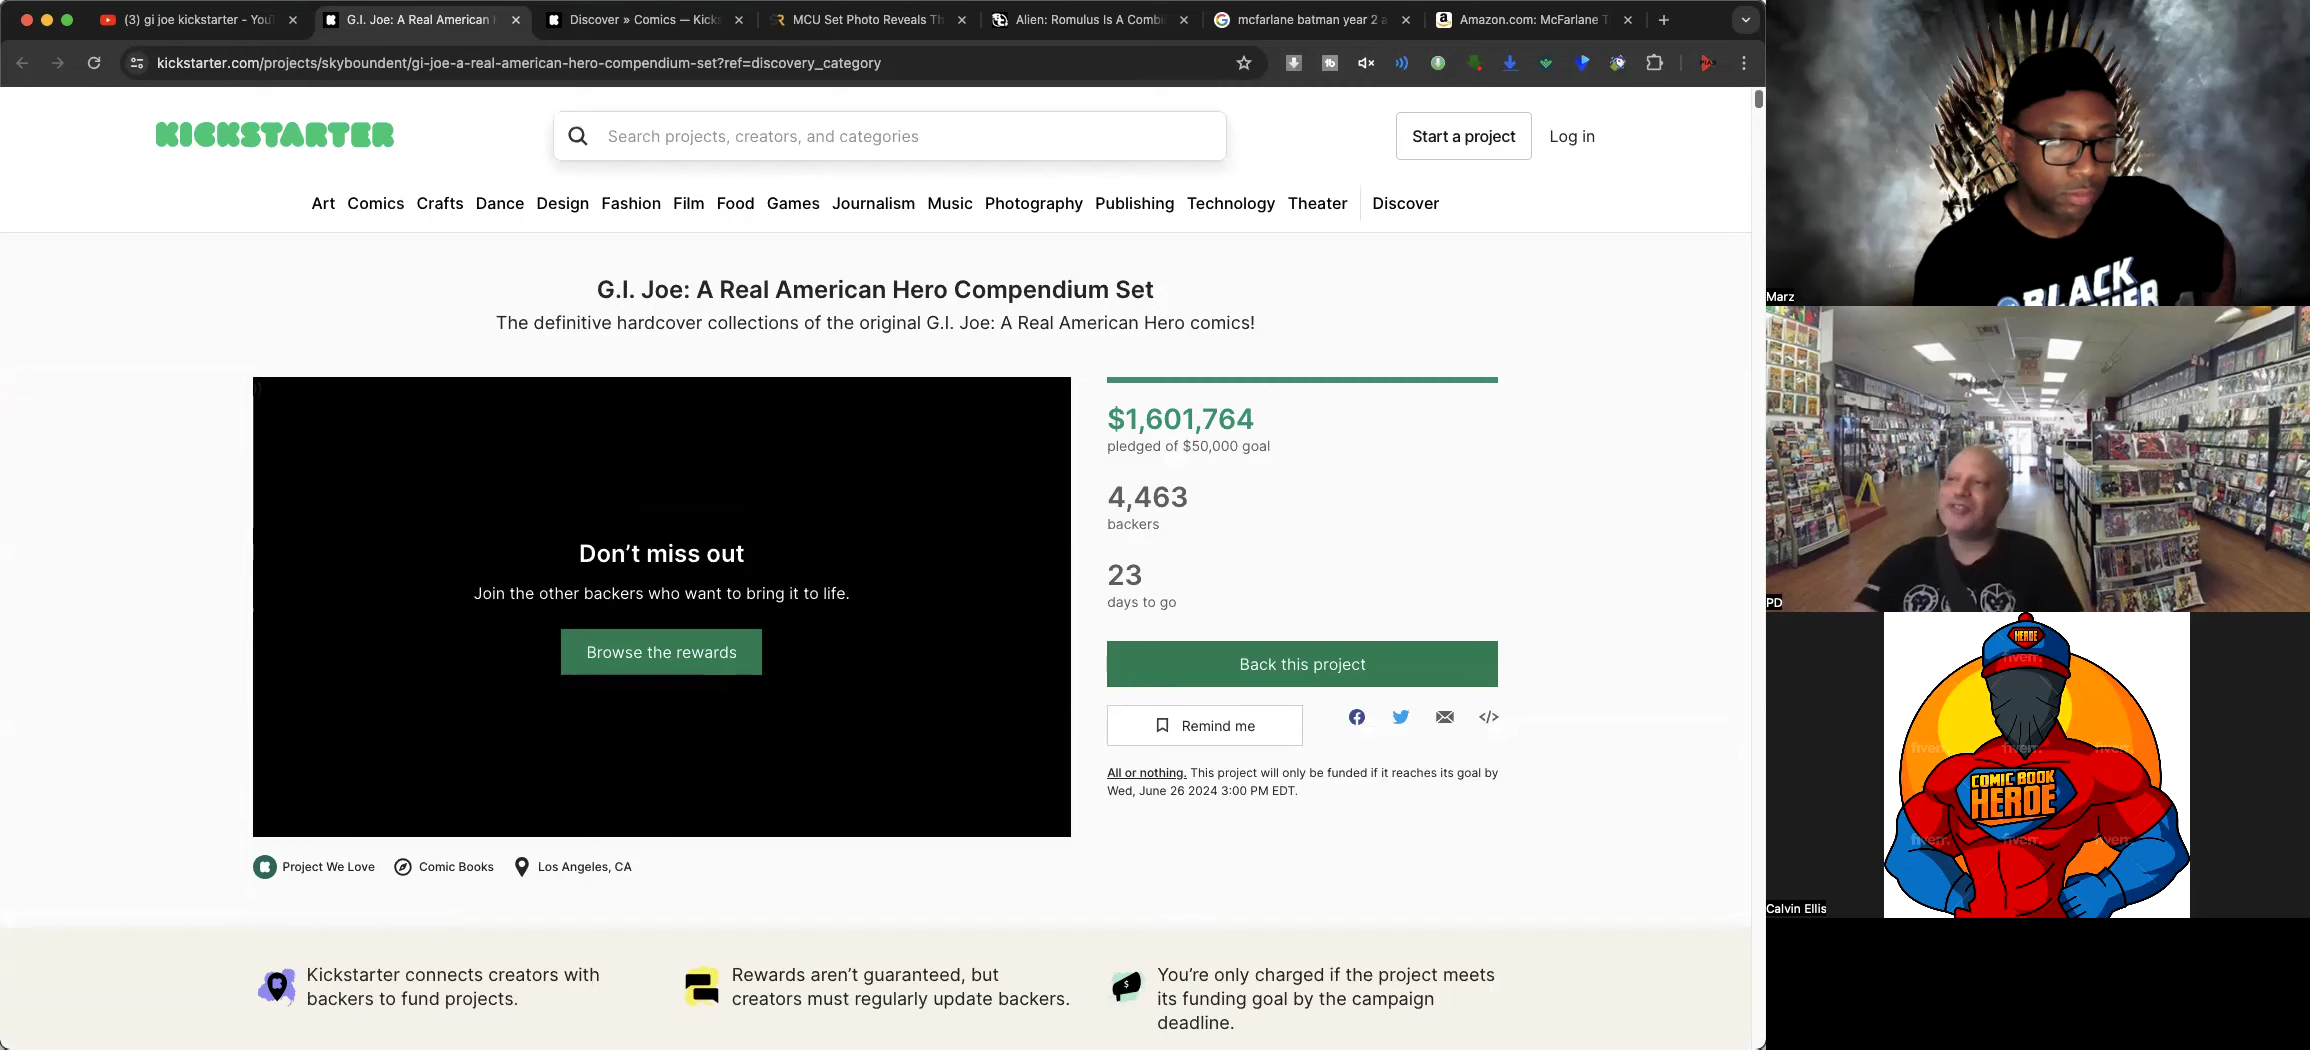 (3) gi joe kickstarter - You
G.I. Joe: A Real American
Discover » Comics — Kicks
MCU Set Photo Reveals Th
Alien: Romulus Is A Combi
mcfarlane batman year 2 a
Amazon.com: McFarlane T
kickstarter.com/projects/skyboundent/gi-joe-a-real-american-hero-compendium-set?ref=discovery_category
KICKSTARTER
Search projects, creators, and categories
Start a project
Log in
Art Comics Crafts Dance Design Fashion Film Food Games Journalism Music Photography Publishing Technology Theater Discover
G.I. Joe: A Real American Hero Compendium Set
The definitive hardcover collections of the original G.I. Joe: A Real American Hero comics!
Don’t miss out
Join the other backers who want to bring it to life.
Browse the rewards
$1,601,764
pledged of $50,000 goal
4,463
backers
23
days to go
Back this project
Remind me
All or nothing. This project will only be funded if it reaches its goal by
Wed, June 26 2024 3:00 PM EDT.
Project We Love
Comic Books
Los Angeles, CA
Kickstarter connects creators with
backers to fund projects.
Rewards aren’t guaranteed, but
creators must regularly update backers.
You’re only charged if the project meets
its funding goal by the campaign
deadline.
BLACK
Marz
PD
HEROE
fiverr.
fiverr.
fiverr.
fiverr.
COMIC BOOK
HEROE
fiverr.
fiverr.
fiverr.
Calvin Ellis